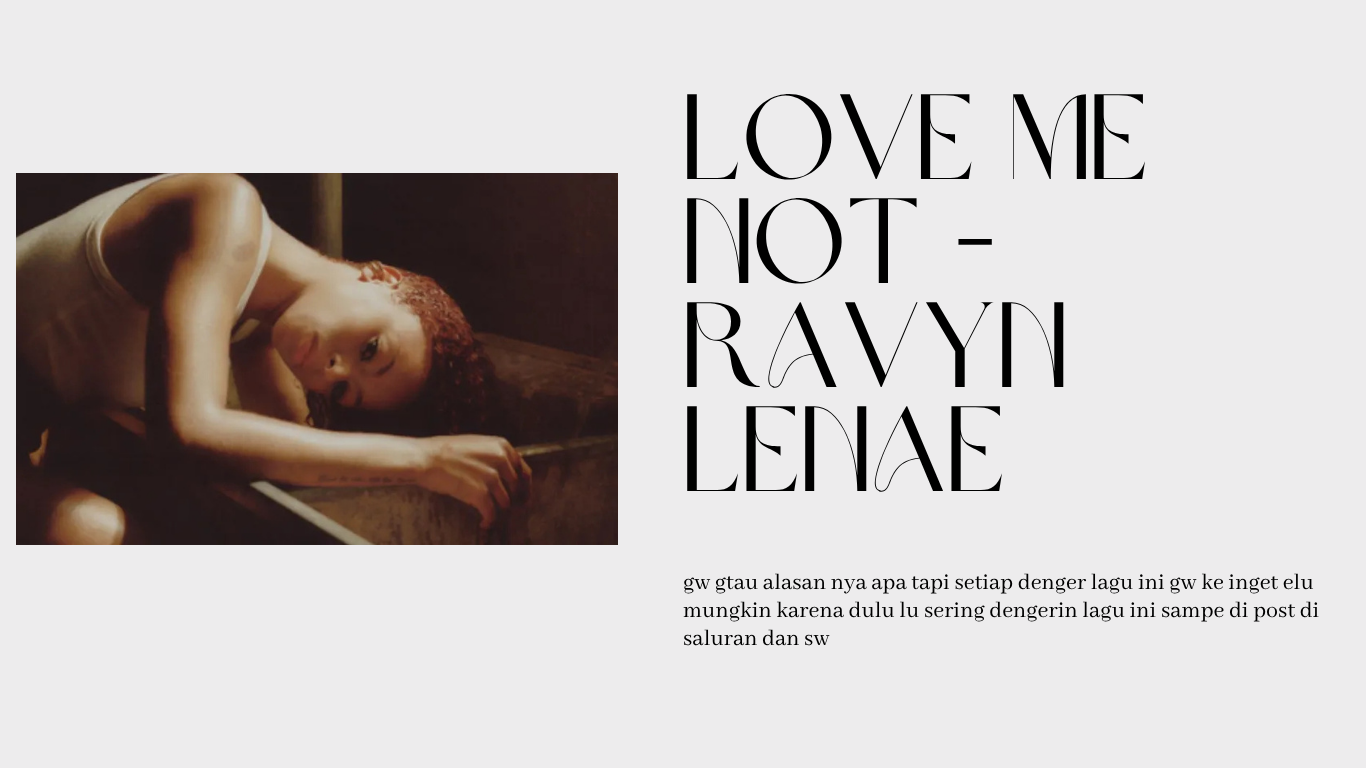 LOVE ME
NOT -
RAVYN
LENAE
gw gtau alasan nya apa tapi setiap denger lagu ini gw ke inget elu
mungkin karena dulu lu sering dengerin lagu ini sampe di post di
saluran dan sw